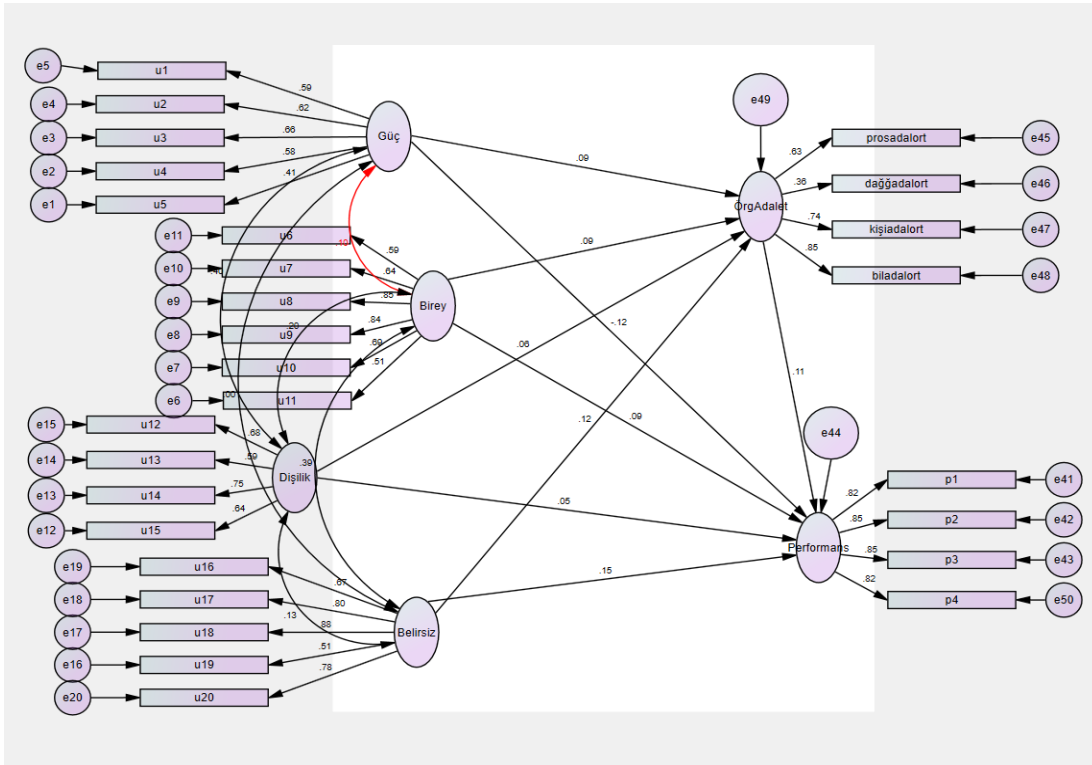 e5 u1
e4 u2
e3 u3
e2 u4
e1 u5
.59
.62
.66
.58
.41
Güç
e11 u6
e10 u7
e9 u8
e8 u9
e7 u10
e6 u11
.59
.64
.85
.84
.69
.51
Birey
e15 u12
e14 u13
e13 u14
e12 u15
.68
.59
.75
.64
Dişilik
e19 u16
e18 u17
e17 u18
e16 u19
e20 u20
.67
.80
.88
.51
.78
Belirsiz
.39
.13
.09
.09
-.12
.06
.09
.12
.11
.05
.15
e49
ÖrgAdalet
.63
.36
.74
.85
prosadalort e45
dağğadalort e46
kişiadalort e47
biladalort e48
e44
Performans
.82
.85
.85
.82
p1 e41
p2 e42
p3 e43
p4 e50